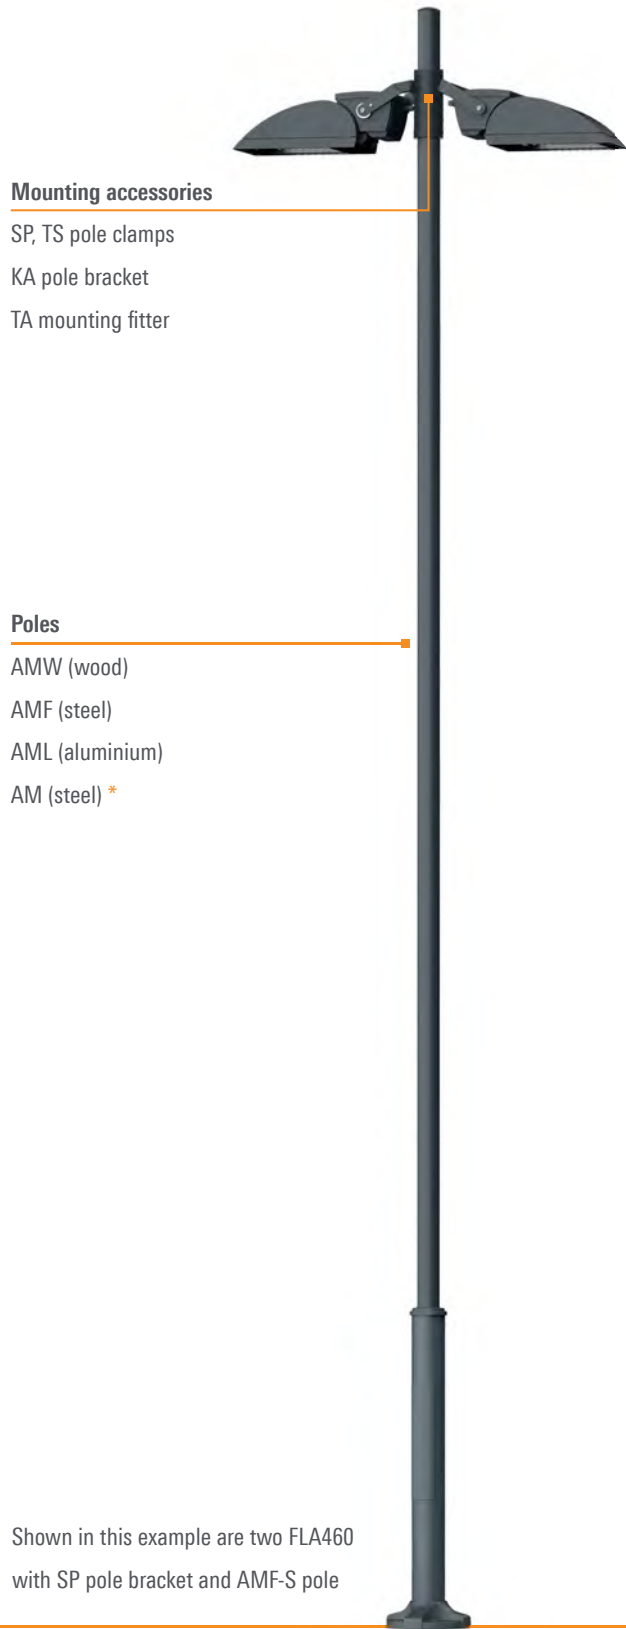 Mounting accessories
SP, TS pole clamps
KA pole bracket
TA mounting fitter
Poles
AMW (wood)
AMF (steel)
AML (aluminium)
AM (steel) *
Shown in this example are two FLA460
with SP pole bracket and AMF-S pole